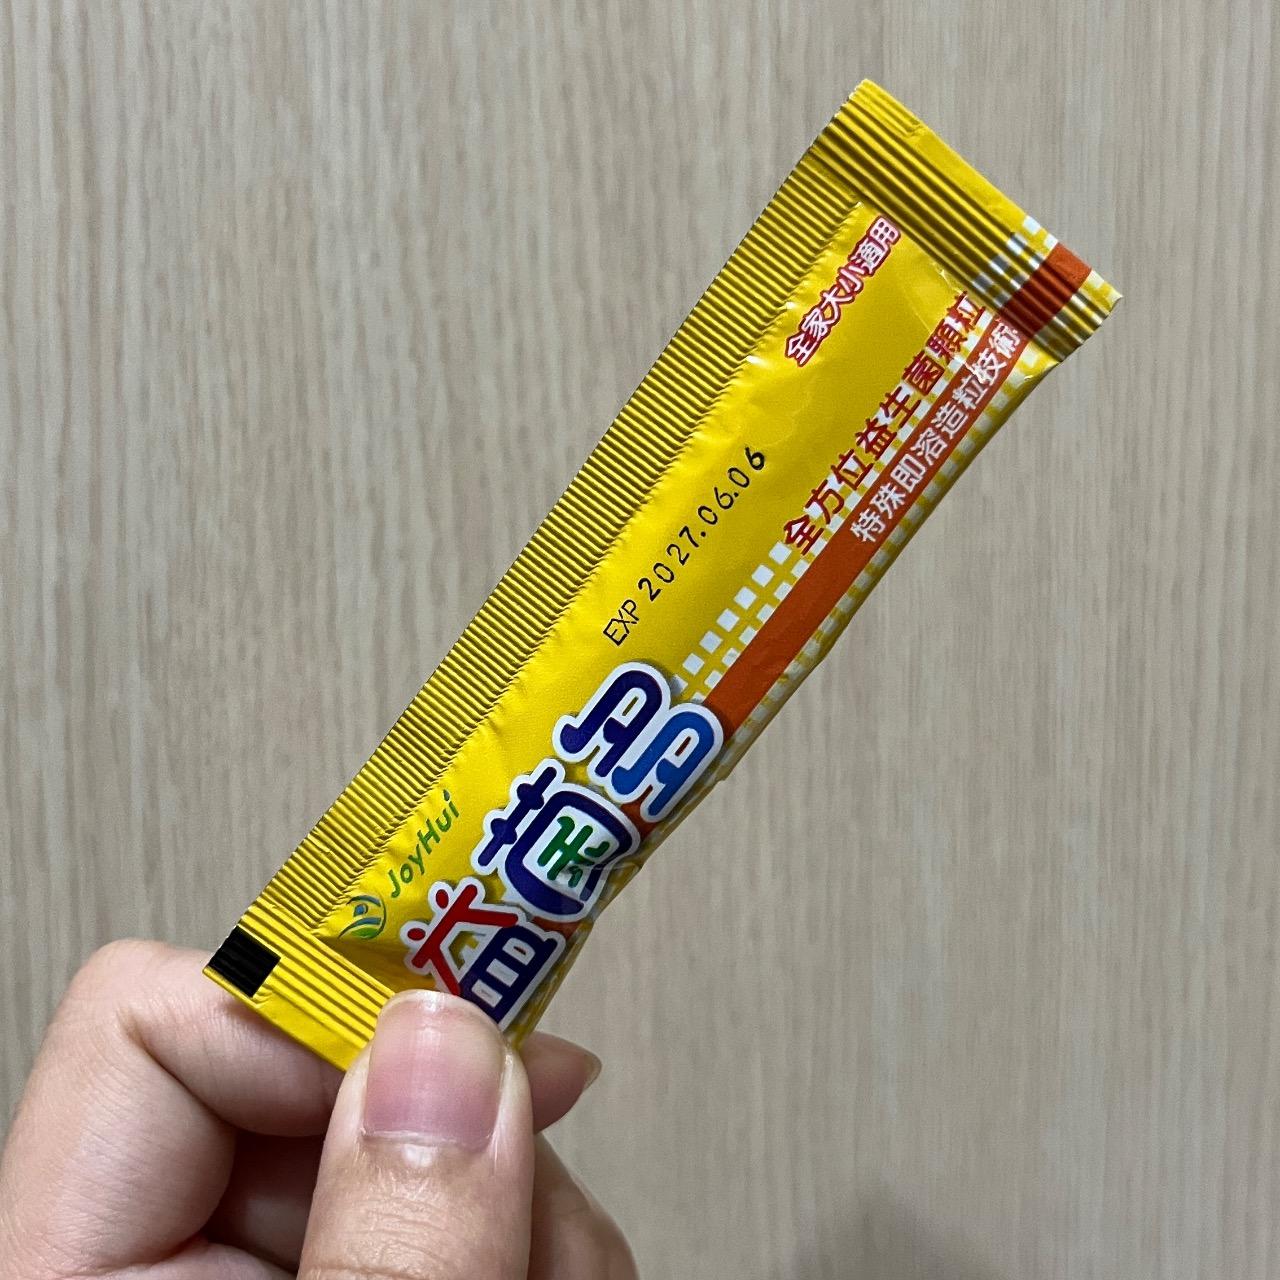 全家大小適用
全方位益生菌顆粒
特殊即溶造粒技術
EXP 2027.06.06
JoyHui
益菌多